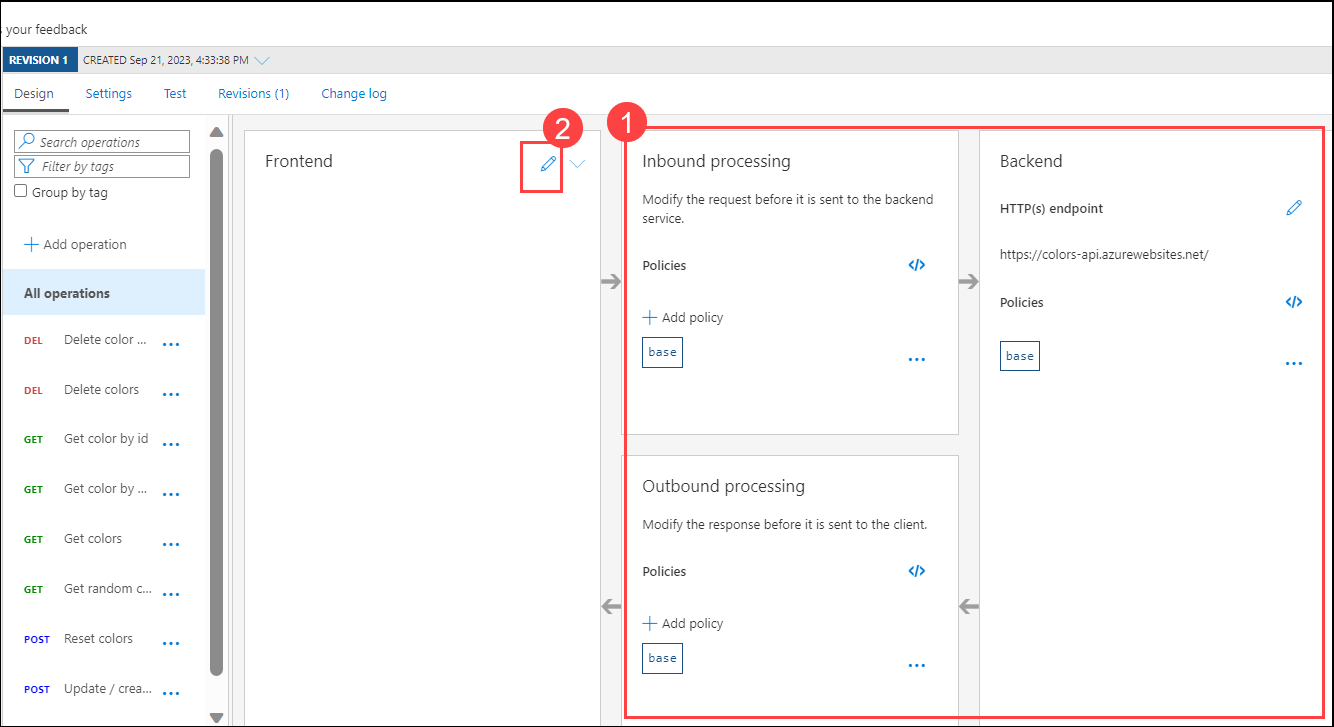 your feedback
REVISION 1 CREATED Sep 21, 2023, 4:33:38 PM
Design Settings Test Revisions (1) Change log
Search operations
Filter by tags
Group by tag
Add operation
All operations
DEL Delete color ...
DEL Delete colors
GET Get color by id
GET Get color by ...
GET Get colors
GET Get random c...
POST Reset colors
POST Update / crea...
Frontend
2
1
Inbound processing
Modify the request before it is sent to the backend
service.
Policies </>
+ Add policy
base
Outbound processing
Modify the response before it is sent to the client.
Policies </>
+ Add policy
base
Backend
HTTP(s) endpoint
https://colors-api.azurewebsites.net/
Policies </>
base